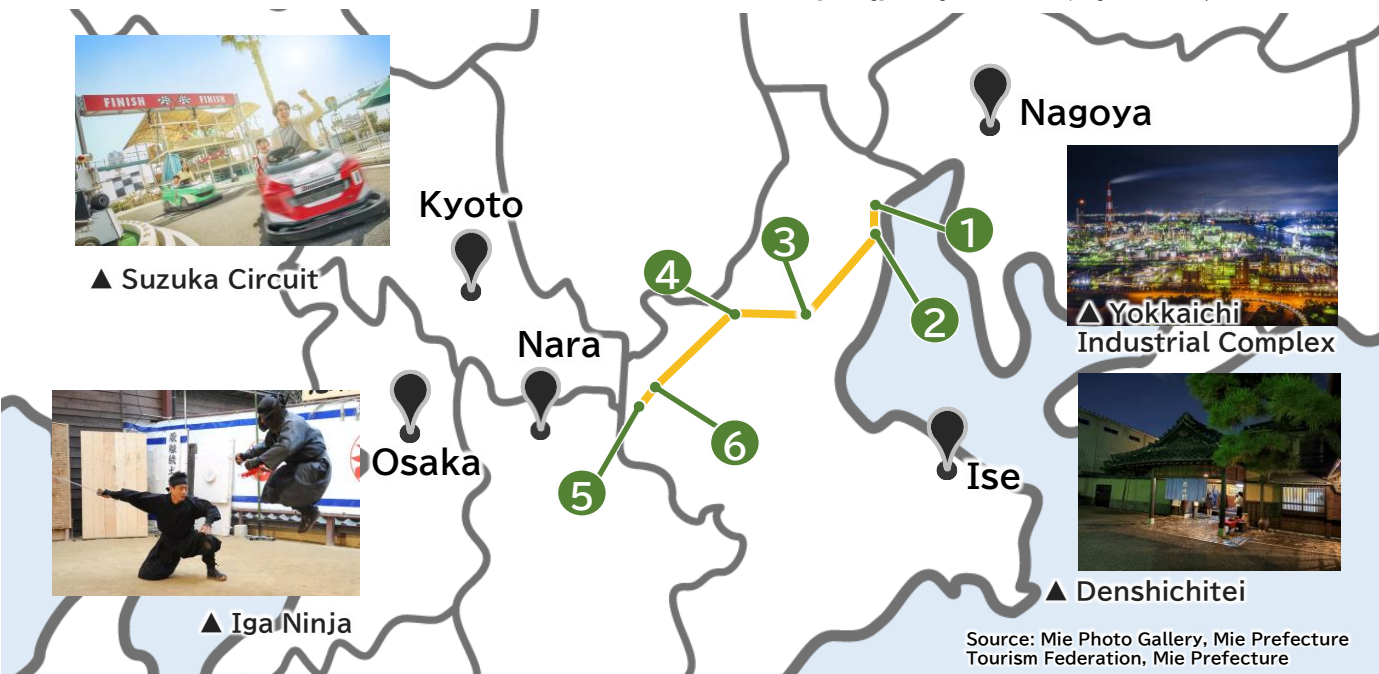 FINISH FINISH
▲ Suzuka Circuit
Kyoto
Nagoya
1
3
4
2
▲ Yokkaichi
Industrial Complex
Nara
Osaka
6
5
Ise
▲ Iga Ninja
▲ Denshichitei
Source: Mie Photo Gallery, Mie Prefecture
Tourism Federation, Mie Prefecture